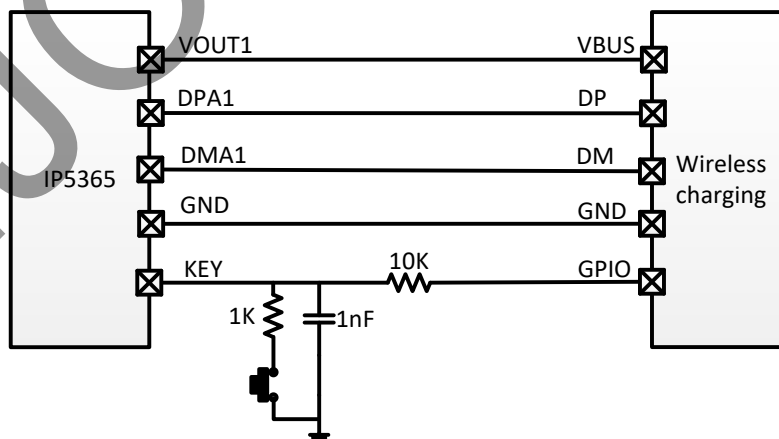 VOUT1 VBUS
DPA1 DP
DMA1 DM
IP5365
Wireless
charging
GND GND
KEY 10K GPIO
1K 1nF